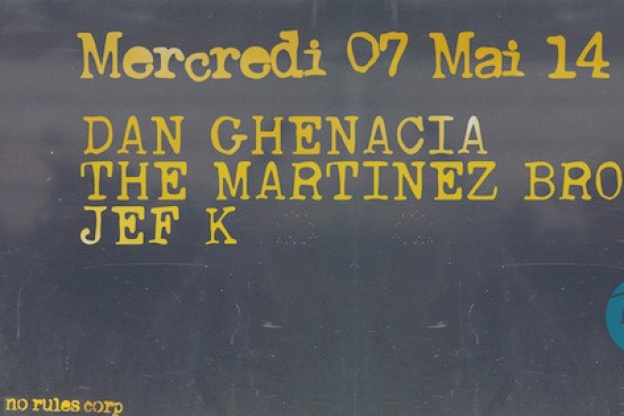 Mercredi 07 Mai 14
DAN GHENACIA
THE MARTINEZ BRO
JEF K
no rules corp